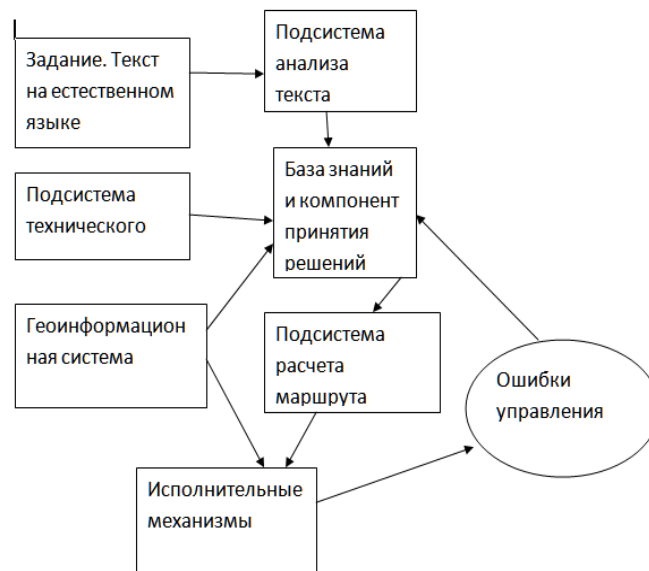 Задание. Текст
на естественном
языке
Подсистема
анализа
текста
База знаний
и компонент
принятия
решений
Подсистема
технического
Геоинформацион
ная система
Подсистема
расчета
маршрута
Ошибки
управления
Исполнительные
механизмы